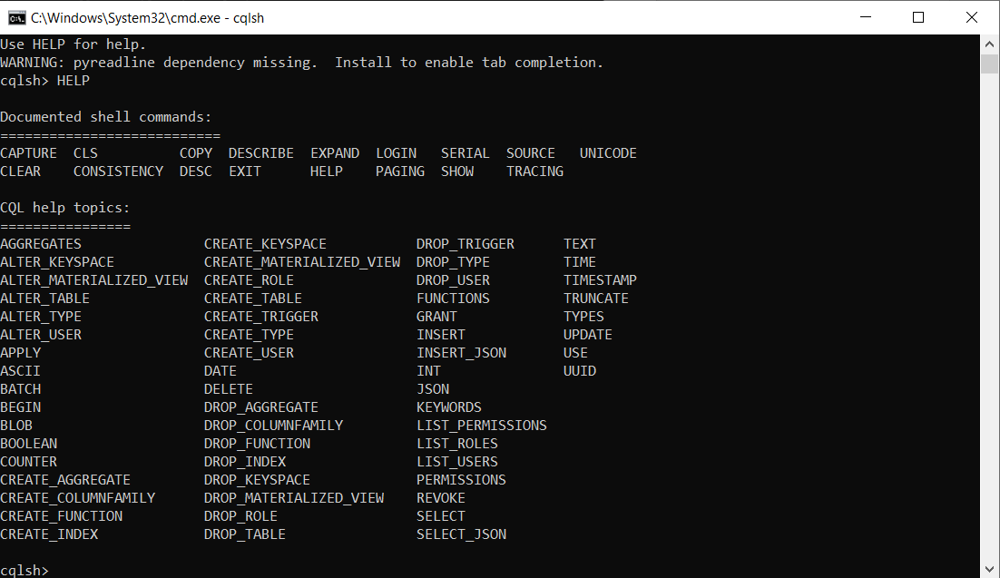 C:\Windows\System32\cmd.exe - cqlsh
Use HELP for help.
WARNING: pyreadline dependency missing.  Install to enable tab completion.
cqlsh> HELP
Documented shell commands:
===========================
CAPTURE  CLS          COPY  DESCRIBE  EXPAND  LOGIN   SERIAL  SOURCE   UNICODE
CLEAR    CONSISTENCY  DESC  EXIT      HELP    PAGING  SHOW    TRACING
CQL help topics:
================
AGGREGATES               CREATE_KEYSPACE           DROP_TRIGGER      TEXT
ALTER_KEYSPACE           CREATE_MATERIALIZED_VIEW  DROP_TYPE         TIME
ALTER_MATERIALIZED_VIEW  CREATE_ROLE               DROP_USER         TIMESTAMP
ALTER_TABLE              CREATE_TABLE              FUNCTIONS         TRUNCATE
ALTER_TYPE               CREATE_TRIGGER            GRANT             TYPES
ALTER_USER               CREATE_TYPE               INSERT            UPDATE
APPLY                    CREATE_USER               INSERT_JSON       USE
ASCII                    DATE                      INT               UUID
BATCH                    DELETE                    JSON
BEGIN                    DROP_AGGREGATE            KEYWORDS
BLOB                     DROP_COLUMNFAMILY         LIST_PERMISSIONS
BOOLEAN                  DROP_FUNCTION             LIST_ROLES
COUNTER                  DROP_INDEX                LIST_USERS
CREATE_AGGREGATE         DROP_KEYSPACE             PERMISSIONS
CREATE_COLUMNFAMILY      DROP_MATERIALIZED_VIEW    REVOKE
CREATE_FUNCTION          DROP_ROLE                 SELECT
CREATE_INDEX             DROP_TABLE                SELECT_JSON
cqlsh>